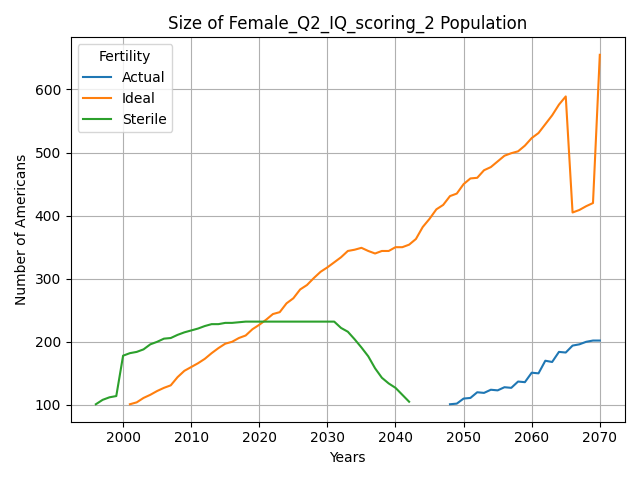 Size of Female_Q2_IQ_scoring_2 Population
Fertility
Actual
Ideal
Sterile
Number of Americans
600
500
400
300
200
100
2000 2010 2020 2030 2040 2050 2060 2070
Years